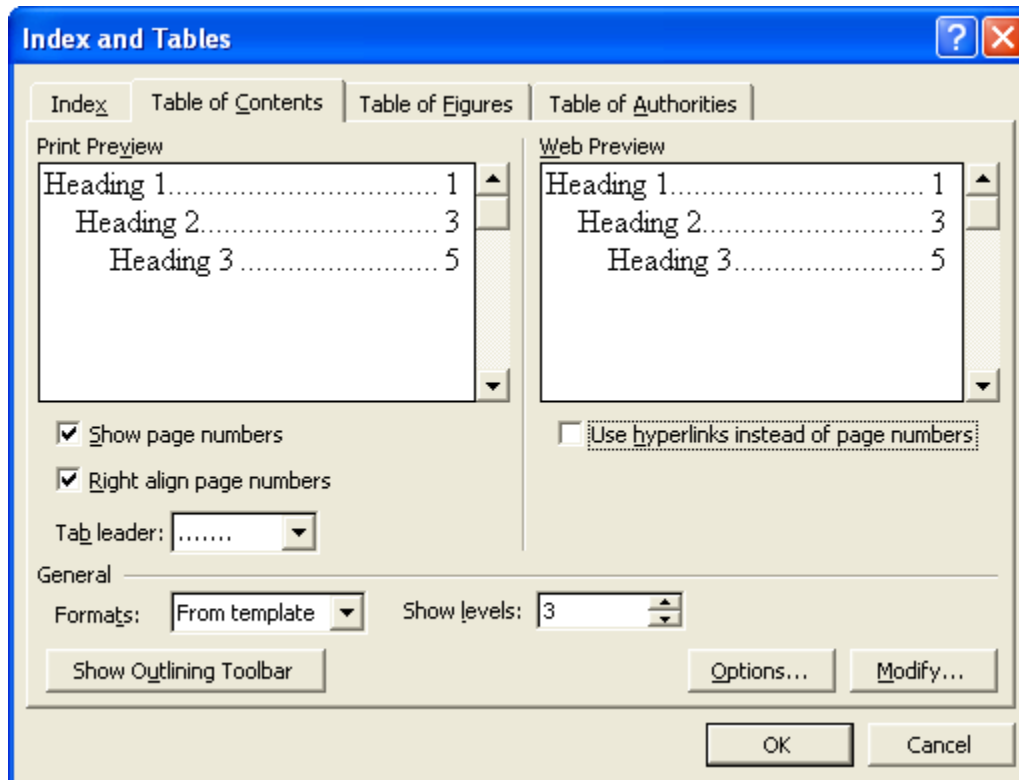 Index and Tables
Index Table of Contents Table of Figures Table of Authorities
Print Preview
Heading 1................................ 1
Heading 2............................. 3
Heading 3 ........................ 5
Web Preview
Heading 1.............................. 1
Heading 2.......................... 3
Heading 3....................... 5
Show page numbers
Right align page numbers
Tab leader: .......
Use hyperlinks instead of page numbers
General
Formats: From template Show levels: 3
Show Outlining Toolbar Options... Modify...
OK Cancel